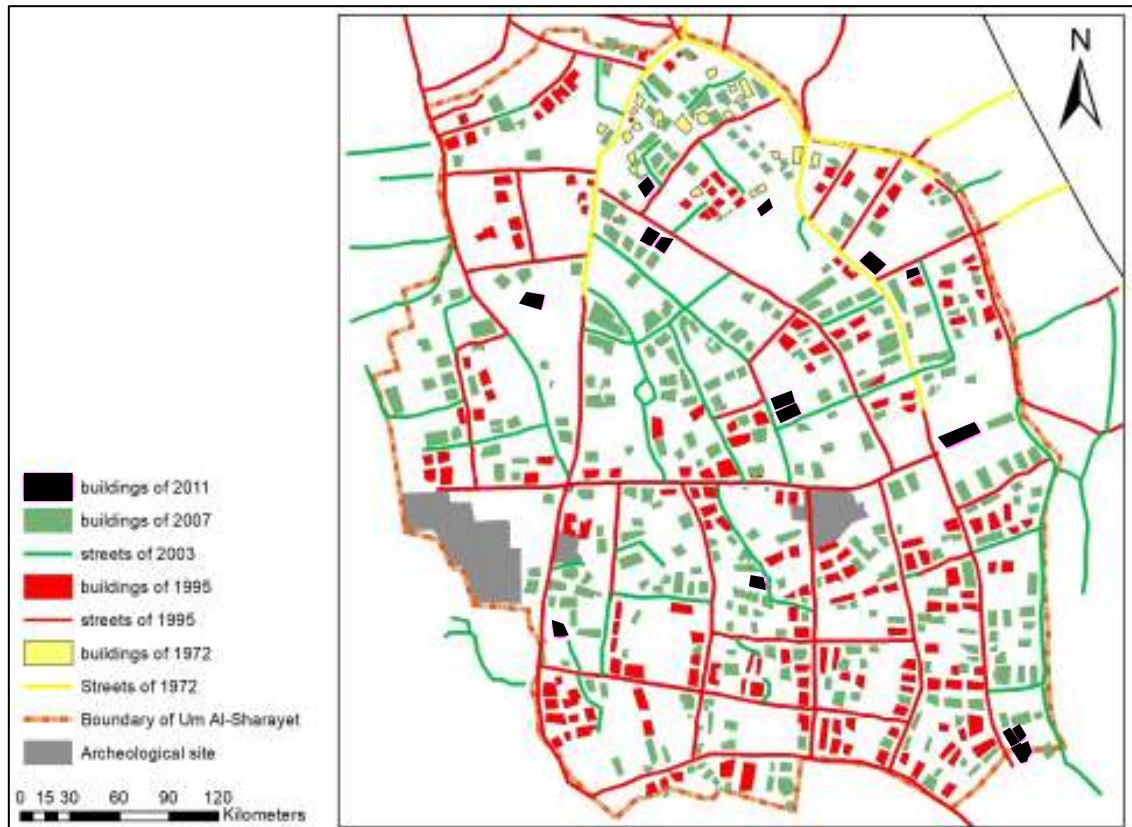 N
buildings of 2011
buildings of 2007
streets of 2003
buildings of 1995
streets of 1995
buildings of 1972
Streets of 1972
Boundary of Um Al-Sharayet
Archeological site
0 15 30 60 90 120
Kilometers